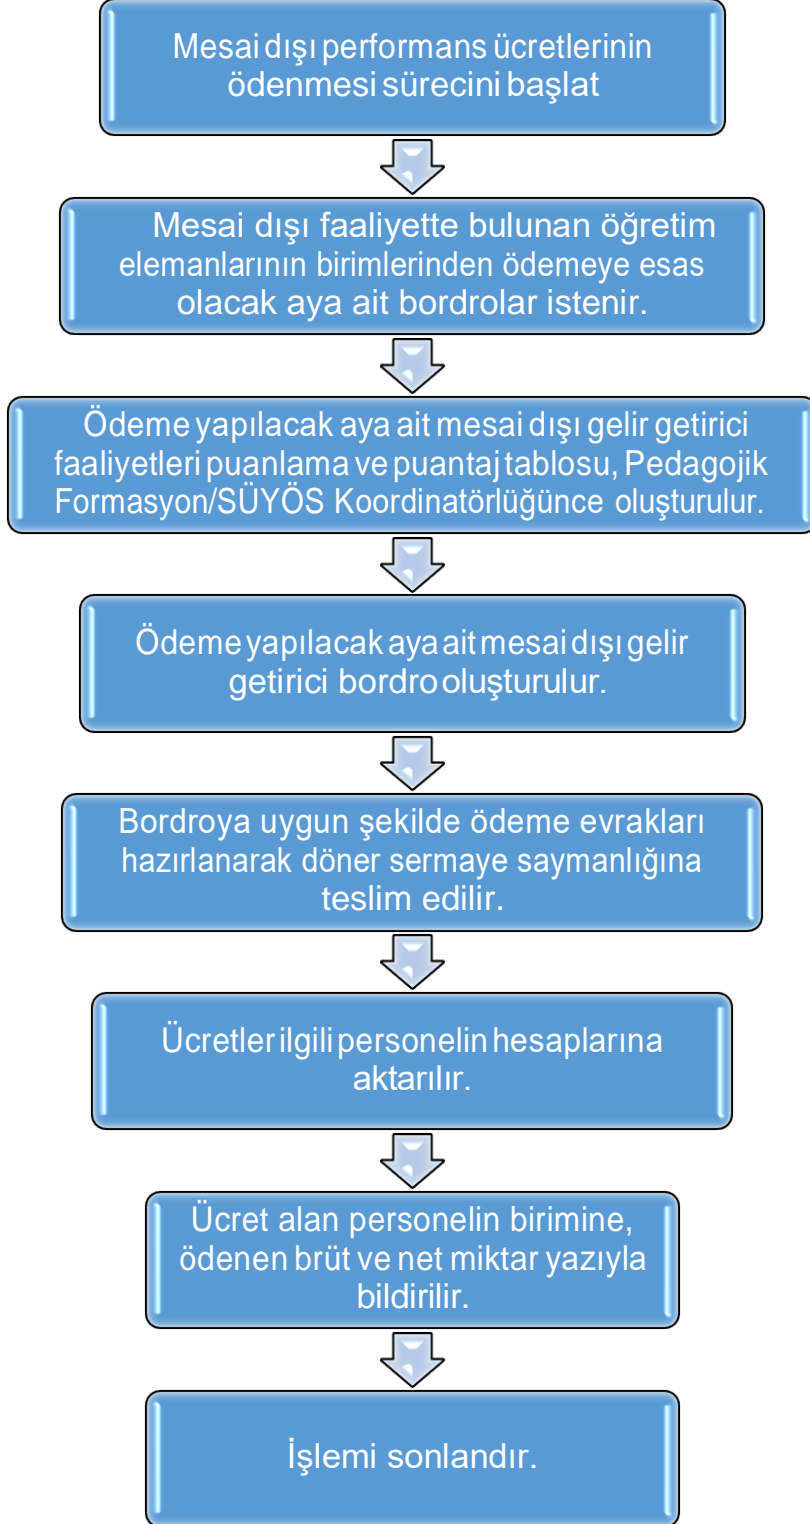 Mesai dışı performans ücretlerinin
ödenmesi sürecini başlat
Mesai dışı faaliyette bulunan öğretim
elemanlarının birimlerinden ödemeye esas
olacak aya ait bordrolar istenir.
Ödeme yapılacak aya ait mesai dışı gelir getirici
faaliyetleri puanlama ve puantaj tablosu, Pedagojik
Formasyon/SÜYÖS Koordinatörlüğünce oluşturulur.
Ödeme yapılacak aya ait mesai dışı gelir
getirici bordro oluşturulur.
Bordroya uygun şekilde ödeme evrakları
hazırlanarak döner sermaye saymanlığına
teslim edilir.
Ücretler ilgili personelin hesaplarına
aktarılır.
Ücret alan personelin birimine,
ödenen brüt ve net miktar yazıyla
bildirilir.
İşlemi sonlandır.